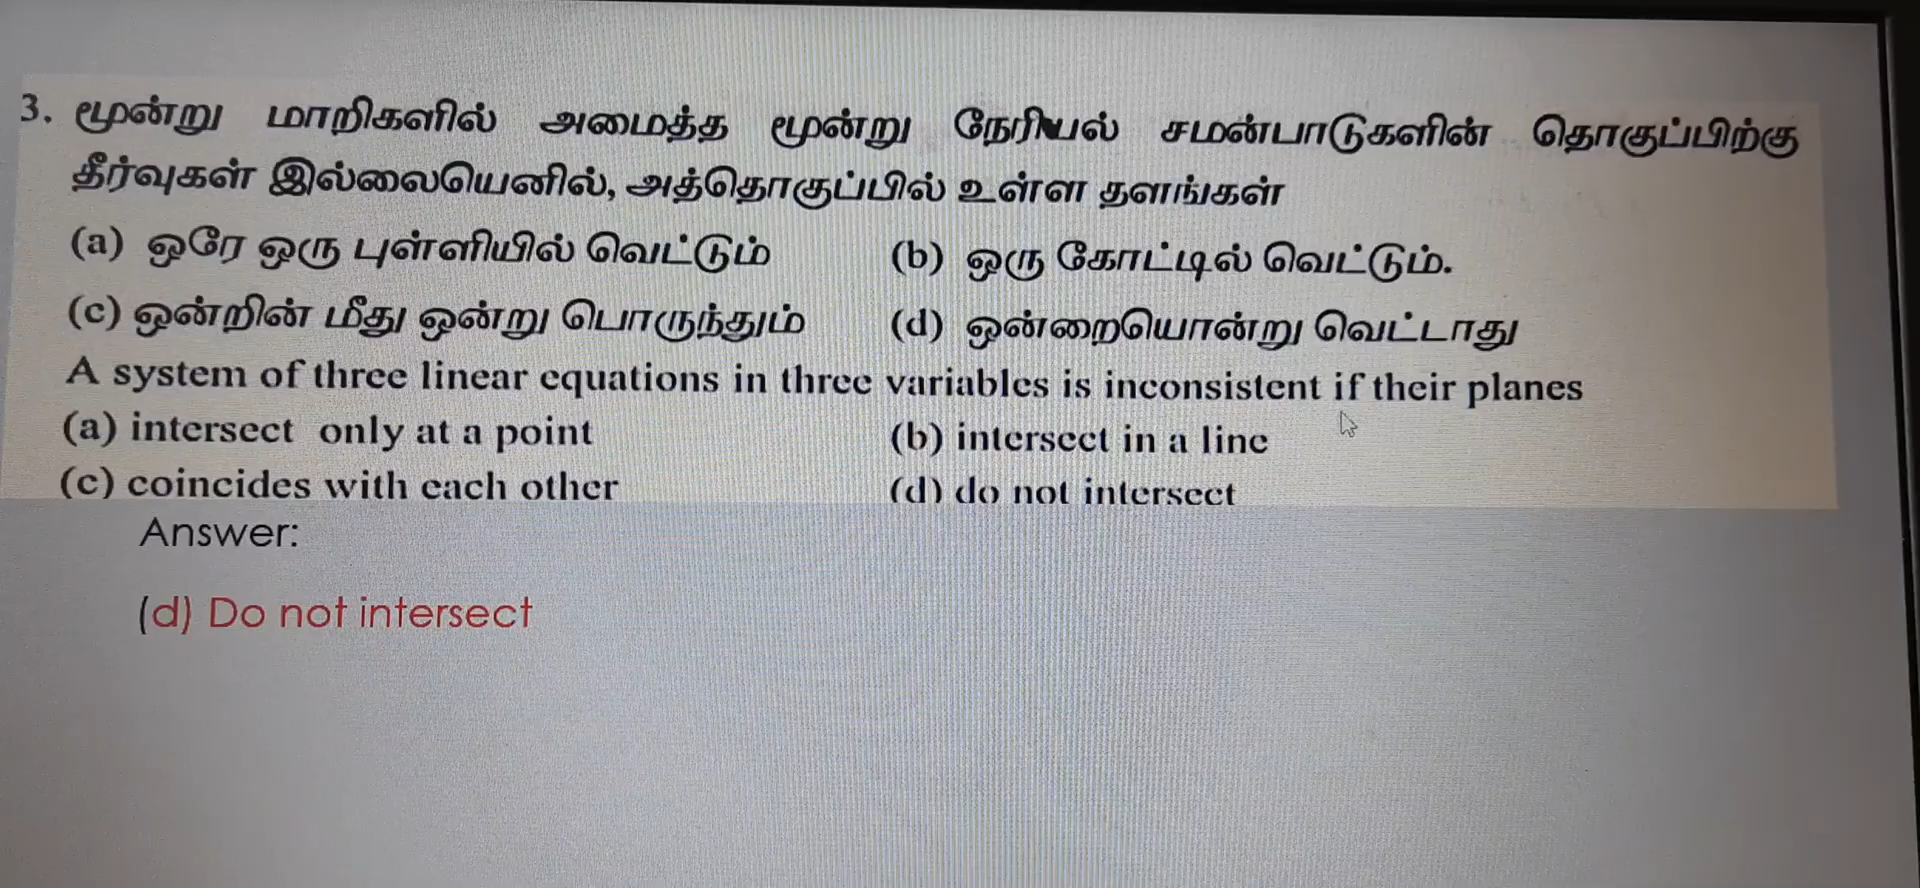 3. மூன்று மாறிகளில் அமைத்த மூன்று நேரியல் சமன்பாடுகளின் தொகுப்பிற்கு
தீர்வுகள் இல்லையெனில், அத்தொகுப்பில் உள்ள தளங்கள்
(a) ஒரே ஒரு புள்ளியில் வெட்டும் (b) ஒரு கோட்டில் வெட்டும்.
(c) ஒன்றின் மீது ஒன்று பொருந்தும் (d) ஒன்றையொன்று வெட்டாது
A system of three linear equations in three variables is inconsistent if their planes
(a) intersect only at a point (b) intersect in a line
(c) coincides with each other (d) do not intersect
Answer:
(d) Do not intersect